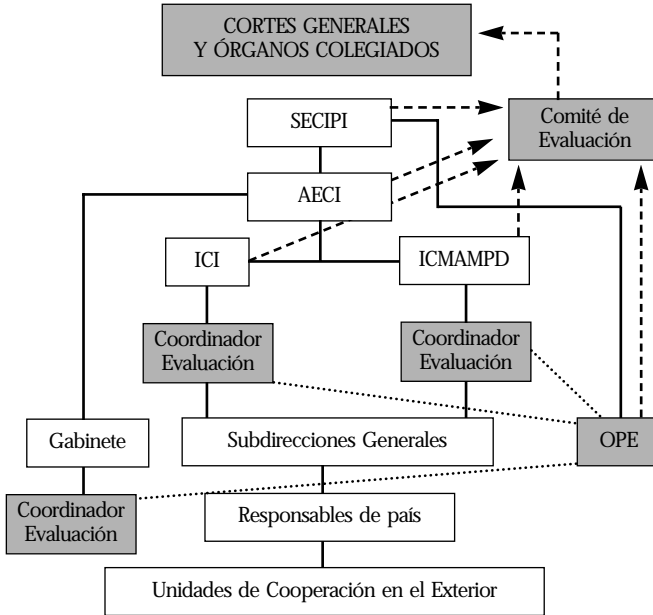 CORTES GENERALES
Y ÓRGANOS COLEGIADOS
SECIPI
Comité de
Evaluación
AECI
ICI
ICMAMPD
Coordinador
Evaluación
Coordinador
Evaluación
Gabinete
Subdirecciones Generales
OPE
Coordinador
Evaluación
Responsables de país
Unidades de Cooperación en el Exterior